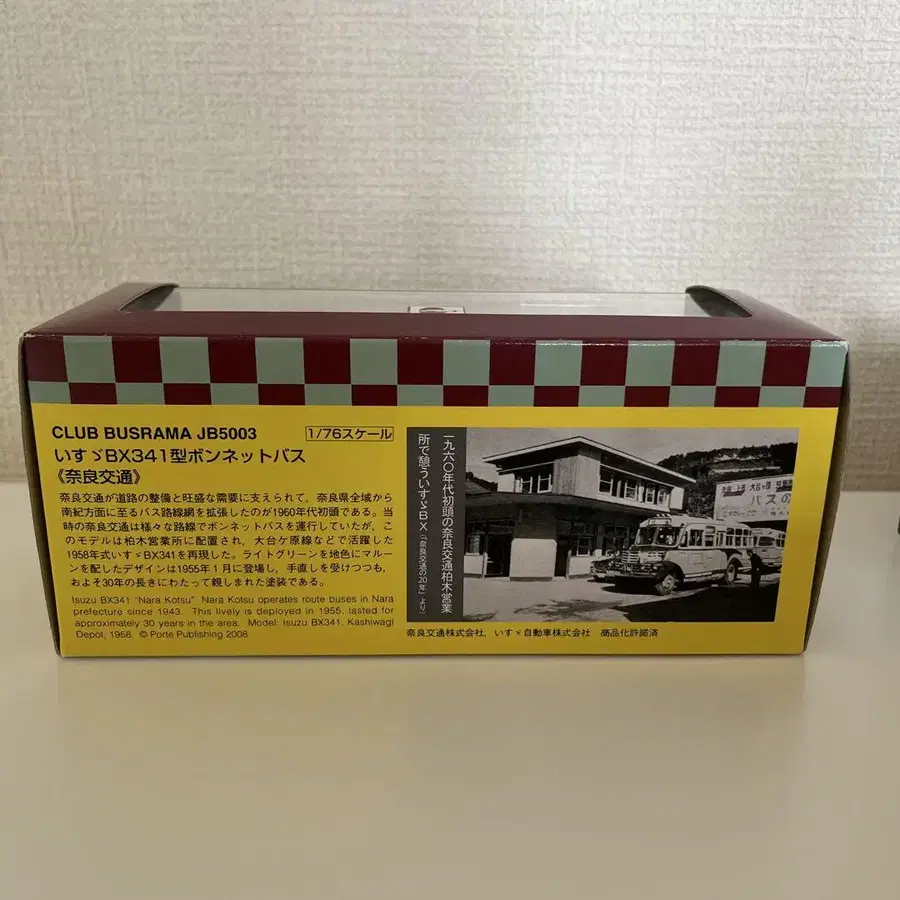 CLUB BUSRAMA JB5003
1/76スケール
いすゞBX341型ボンネットバス
《奈良交通》
奈良交通が道路の整備と旺盛な需要に支えられて，奈良県全域から
南紀方面に至るバス路線網を拡張したのが1960年代初頭である。当
時の奈良交通は様々な路線でボンネットバスを運行していたが，こ
のモデルは柏木営業所に配置され，大台ケ原線などで活躍した
1958年式いすゞBX341を再現した。ライトグリーンを地色にマルー
ンを配したデザインは1955年1月に登場し，手直しを受けつつも，
およそ30年の長きにわたって親しまれた塗装である。
Isuzu BX341 "Nara Kotsu" Nara Kotsu operates route buses in Nara
prefecture since 1943. This lively is deployed in 1955, lasted for
approximately 30 years in the area. Model: Isuzu BX341, Kashiwagi
Depot, 1958. © Porte Publishing 2008
一九六〇年代初頭の奈良交通柏木営業
所で憩ういすゞBX（「奈良交通の20年」より）
バスの
奈良交通株式会社，いすゞ自動車株式会社 商品化許諾済